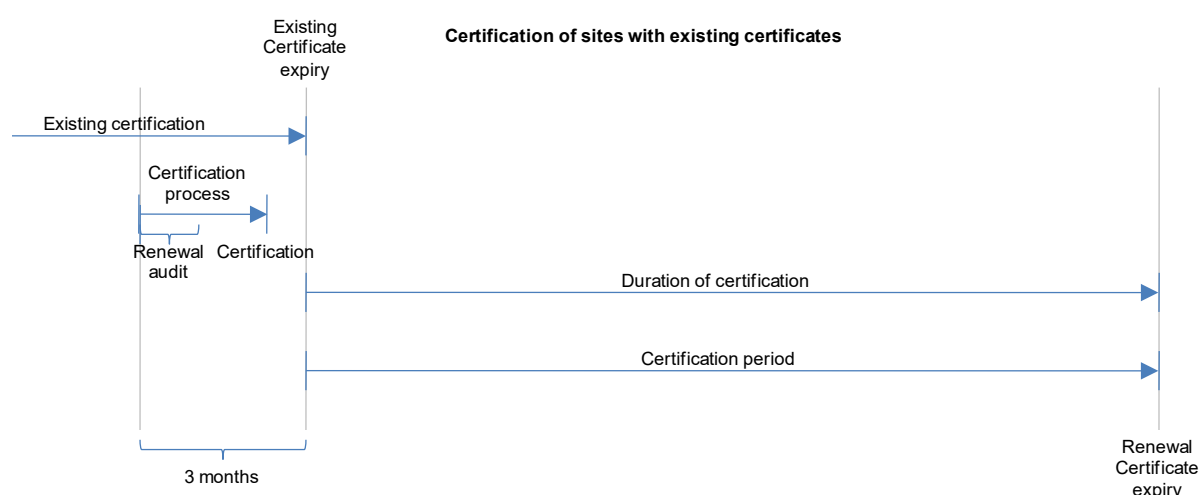 Existing
Certificate
expiry
Certification of sites with existing certificates
Existing certification
Certification
process
Renewal
audit
Certification
Duration of certification
Certification period
3 months
Renewal
Certificate
expiry